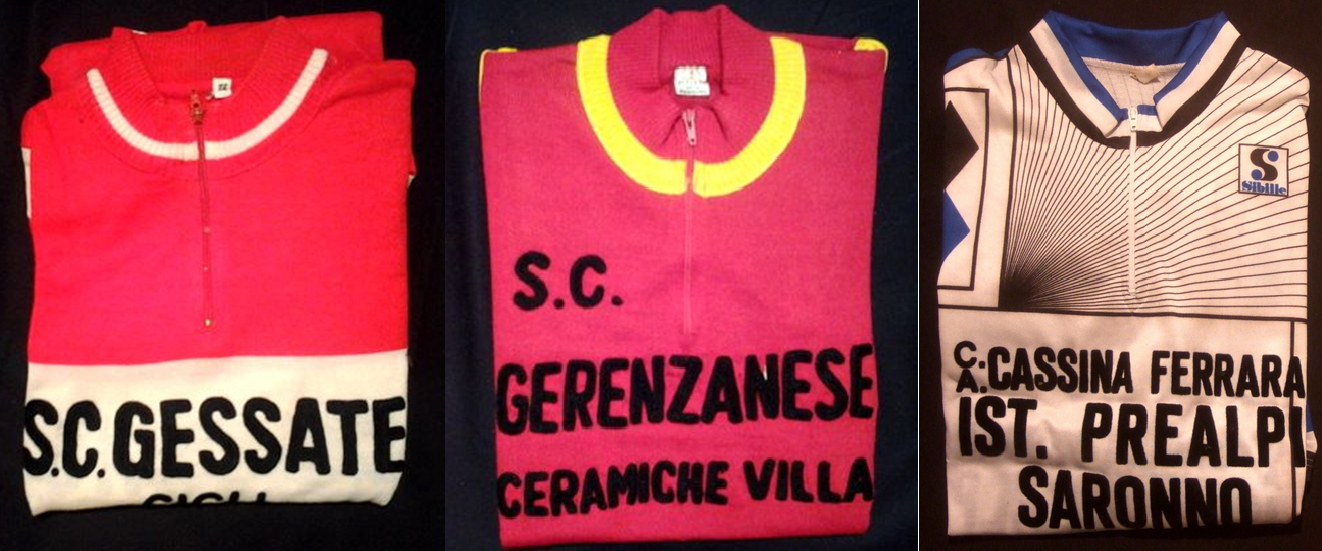 S.C.GESSATE
S.C.
GERENZANESE
CERAMICHE VILLA
S
Sibille
C.A.CASSINA FERRARA
IST. PREALPI
SARONNO